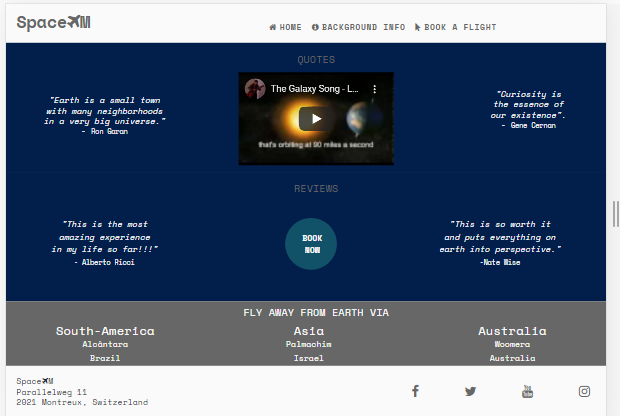 Space✈M
HOME BACKGROUND INFO BOOK A FLIGHT
QUOTES
"Earth is a small town
with many neighborhoods
in a very big universe."
- Ron Garan
The Galaxy Song - L...
that's orbiting at 90 miles a second
"Curiosity is
the essence of
our existence".
- Gene Cernan
REVIEWS
"This is the most
amazing experience
in my life so far!!!"
- Alberto Ricci
BOOK
NOW
"This is so worth it
and puts everything on
earth into perspective."
-Nate Wise
FLY AWAY FROM EARTH VIA
South-America
Alcântara
Brazil
Asia
Palmachim
Israel
Australia
Woomera
Australia
Space✈M
Parallelweg 11
2021 Montreux, Switzerland
You
Tube